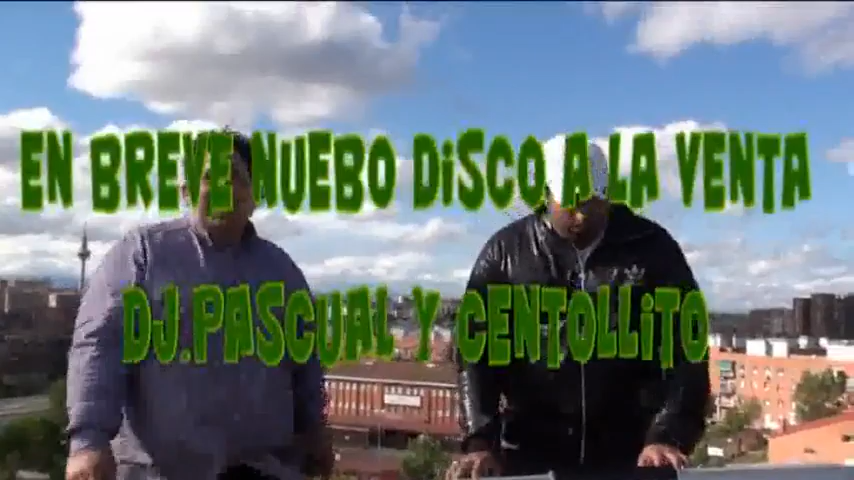 EN BREVE NUEBO DiSCO A LA VENTA
DJ.PASCUAL Y CENTOLLiTO